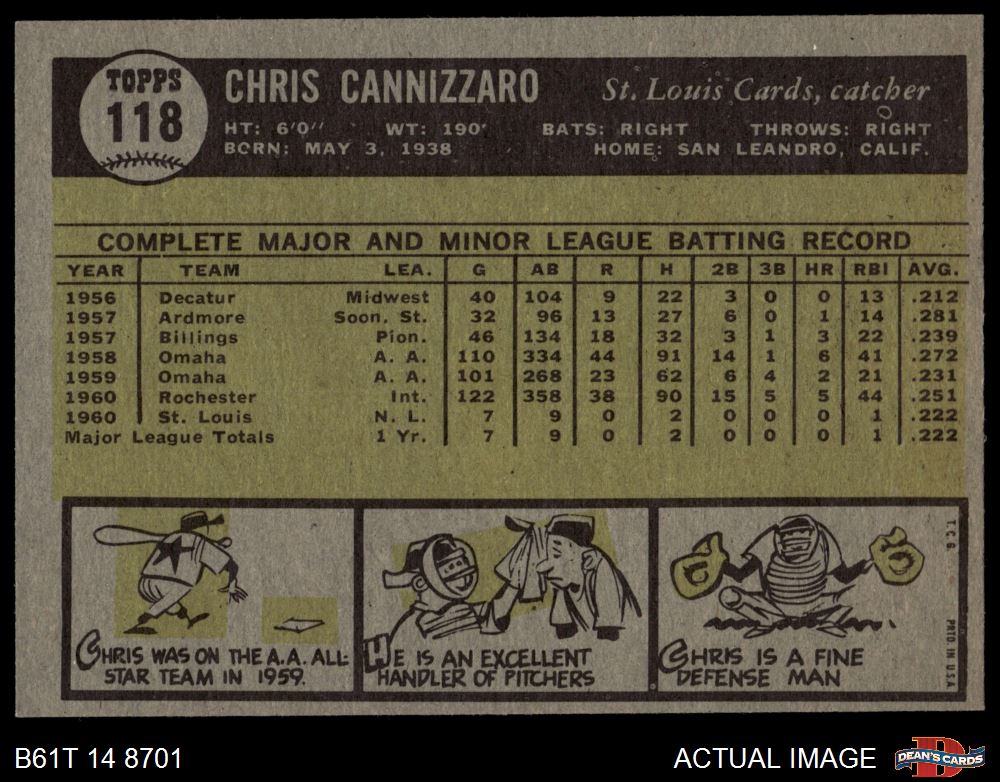 TOPPS
118
CHRIS CANNIZZARO
St. Louis Cards, catcher
HT: 6'0" WT: 190' BATS: RIGHT THROWS: RIGHT
BORN: MAY 3, 1938 HOME: SAN LEANDRO, CALIF.
COMPLETE MAJOR AND MINOR LEAGUE BATTING RECORD
YEAR TEAM LEA. G AB R H 2B 3B HR RBI AVG.
1956 Decatur Midwest 40 104 9 22 3 0 0 13 .212
1957 Ardmore Soon. St. 32 96 13 27 6 0 1 14 .281
1957 Billings Pion. 46 134 18 32 3 1 3 22 .239
1958 Omaha A. A. 110 334 44 91 14 1 6 41 .272
1959 Omaha A. A. 101 268 23 62 6 4 2 21 .231
1960 Rochester Int. 122 358 38 90 15 5 5 44 .251
1960 St. Louis N. L. 7 9 0 2 0 0 0 1 .222
Major League Totals 1 Yr. 7 9 0 2 0 0 0 1 .222
CHRIS WAS ON THE A.A. ALL-
STAR TEAM IN 1959.
HE IS AN EXCELLENT
HANDLER OF PITCHERS
CHRIS IS A FINE
DEFENSE MAN
T.C.G. PRTD. IN U.S.A.
B61T 14 8701
ACTUAL IMAGE
D
DEAN'S CARDS